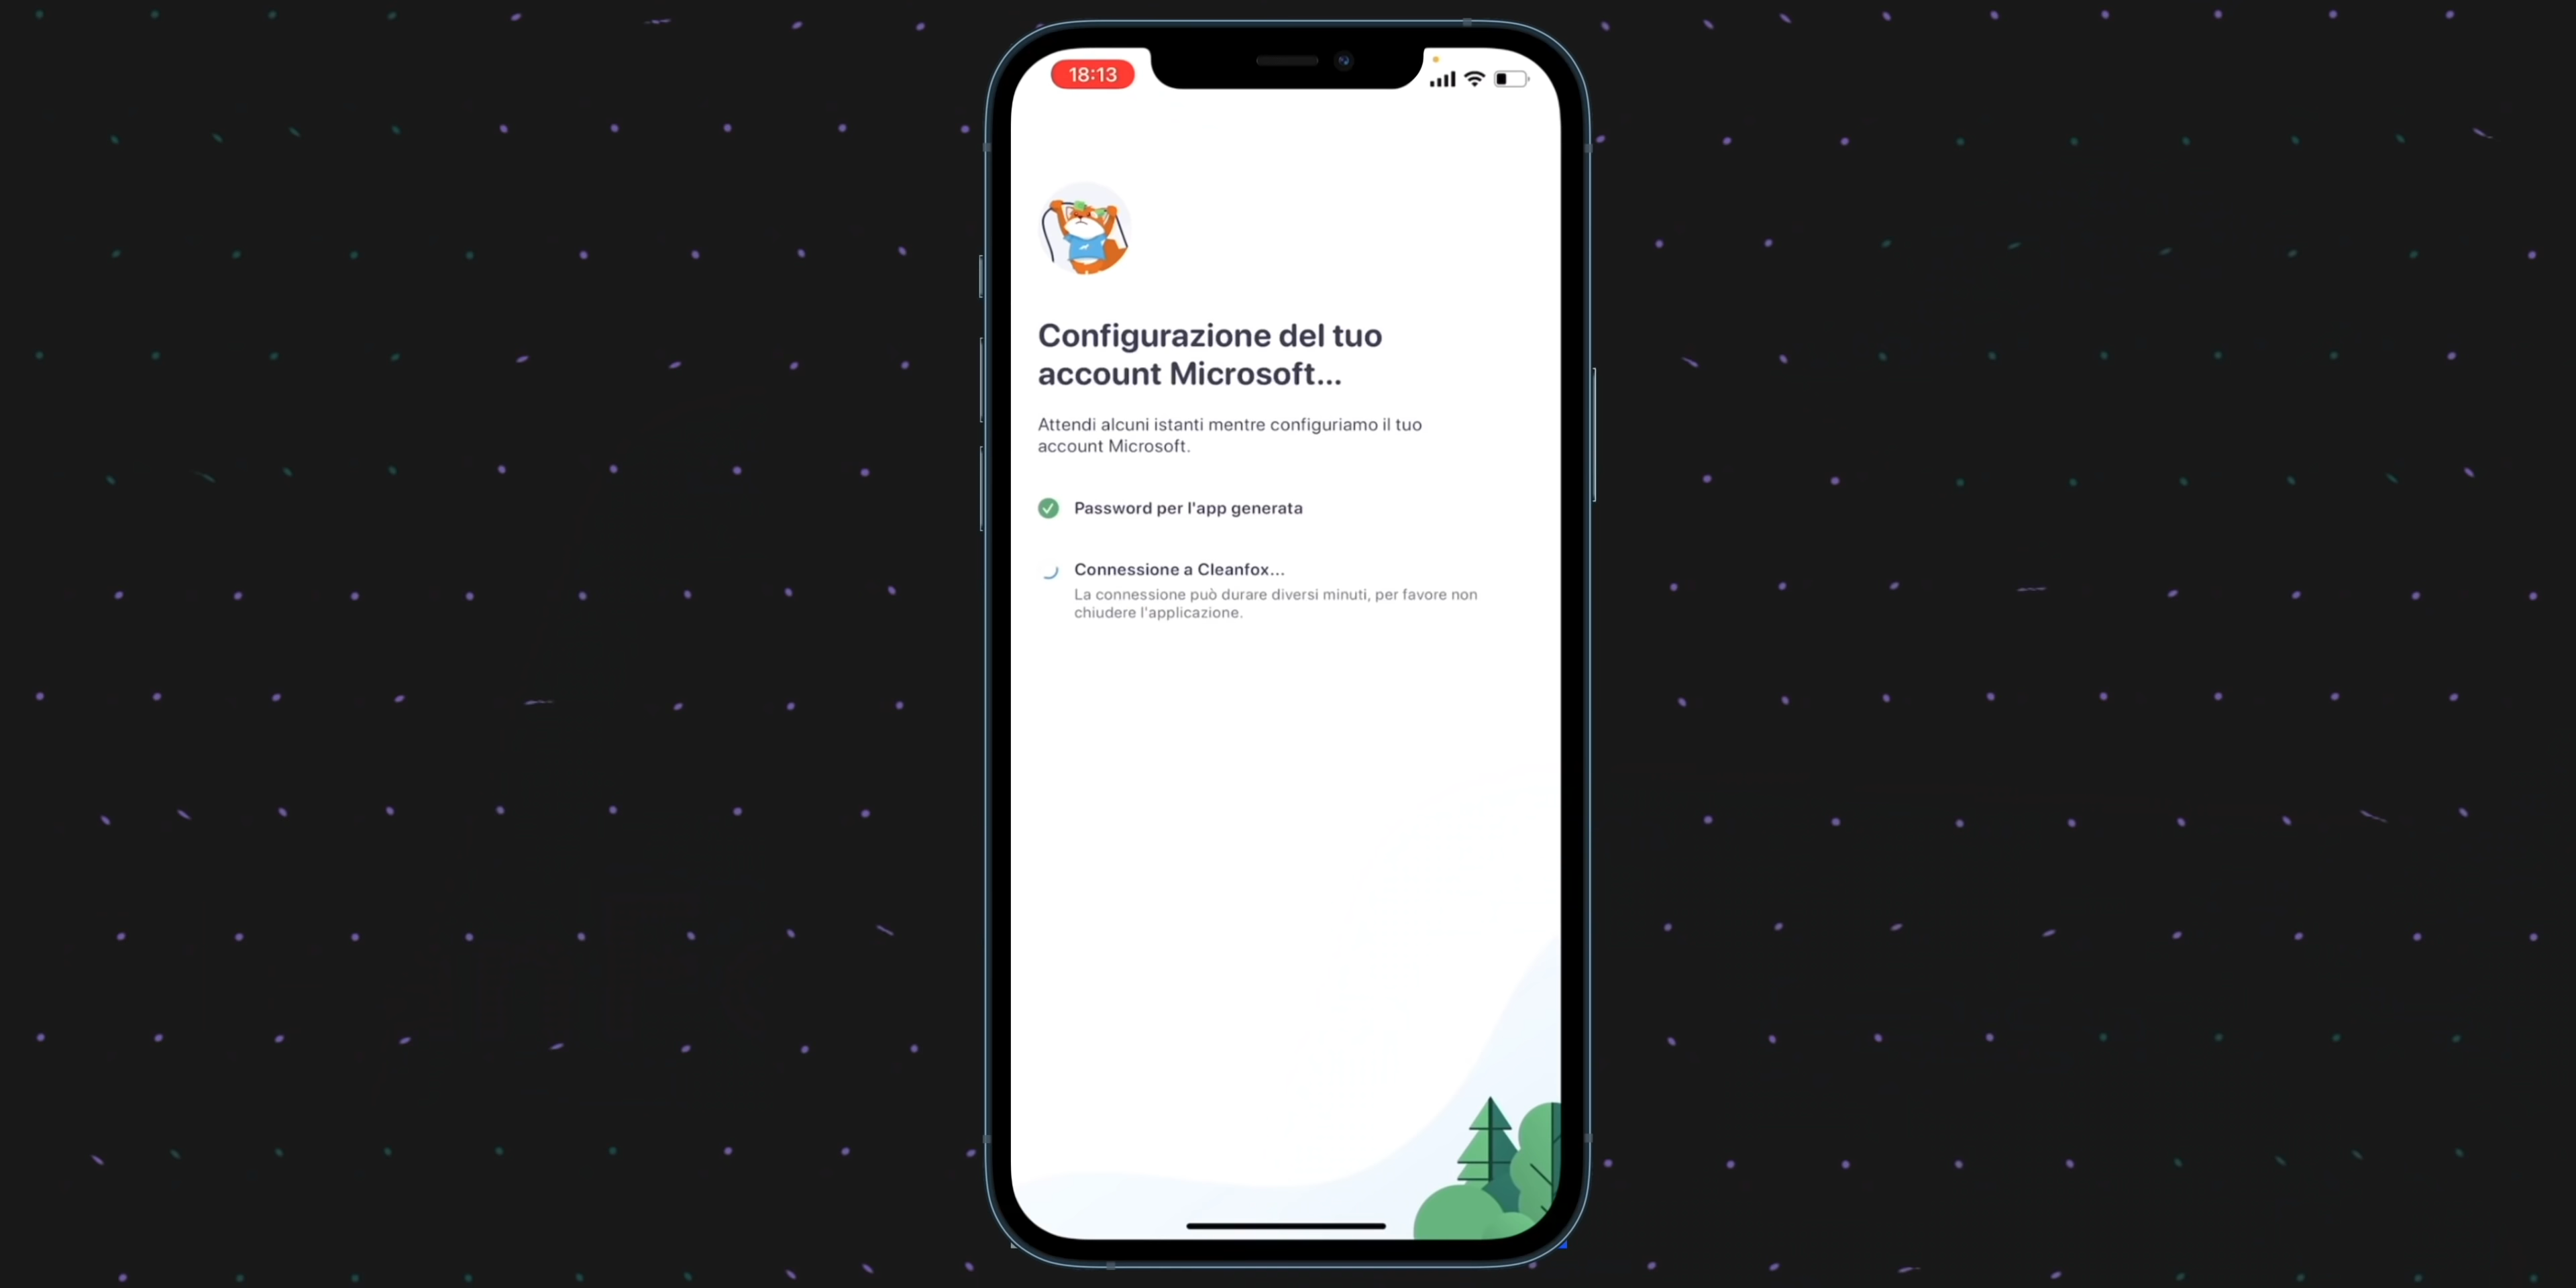 18:13
Configurazione del tuo
account Microsoft...
Attendi alcuni istanti mentre configuriamo il tuo
account Microsoft.
Password per l'app generata
Connessione a Cleanfox...
La connessione può durare diversi minuti, per favore non
chiudere l'applicazione.